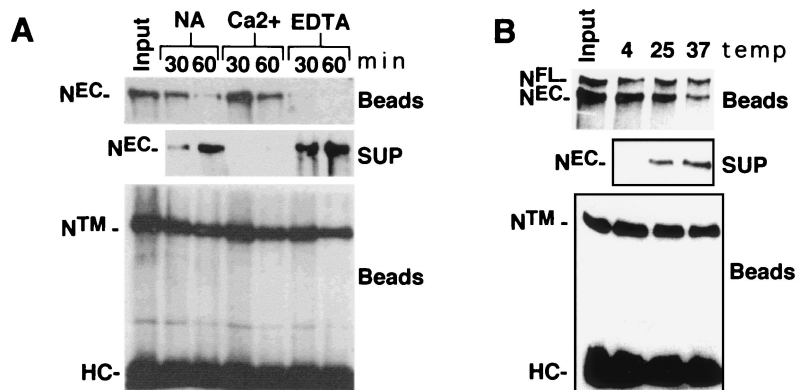 A
NA Ca2+ EDTA
Input 30 60 30 60 30 60 min
NEC- Beads
NEC- SUP
NTM - Beads
HC-
B
Input 4 25 37 temp
NFL-
NEC- Beads
NEC- SUP
NTM - Beads
HC-